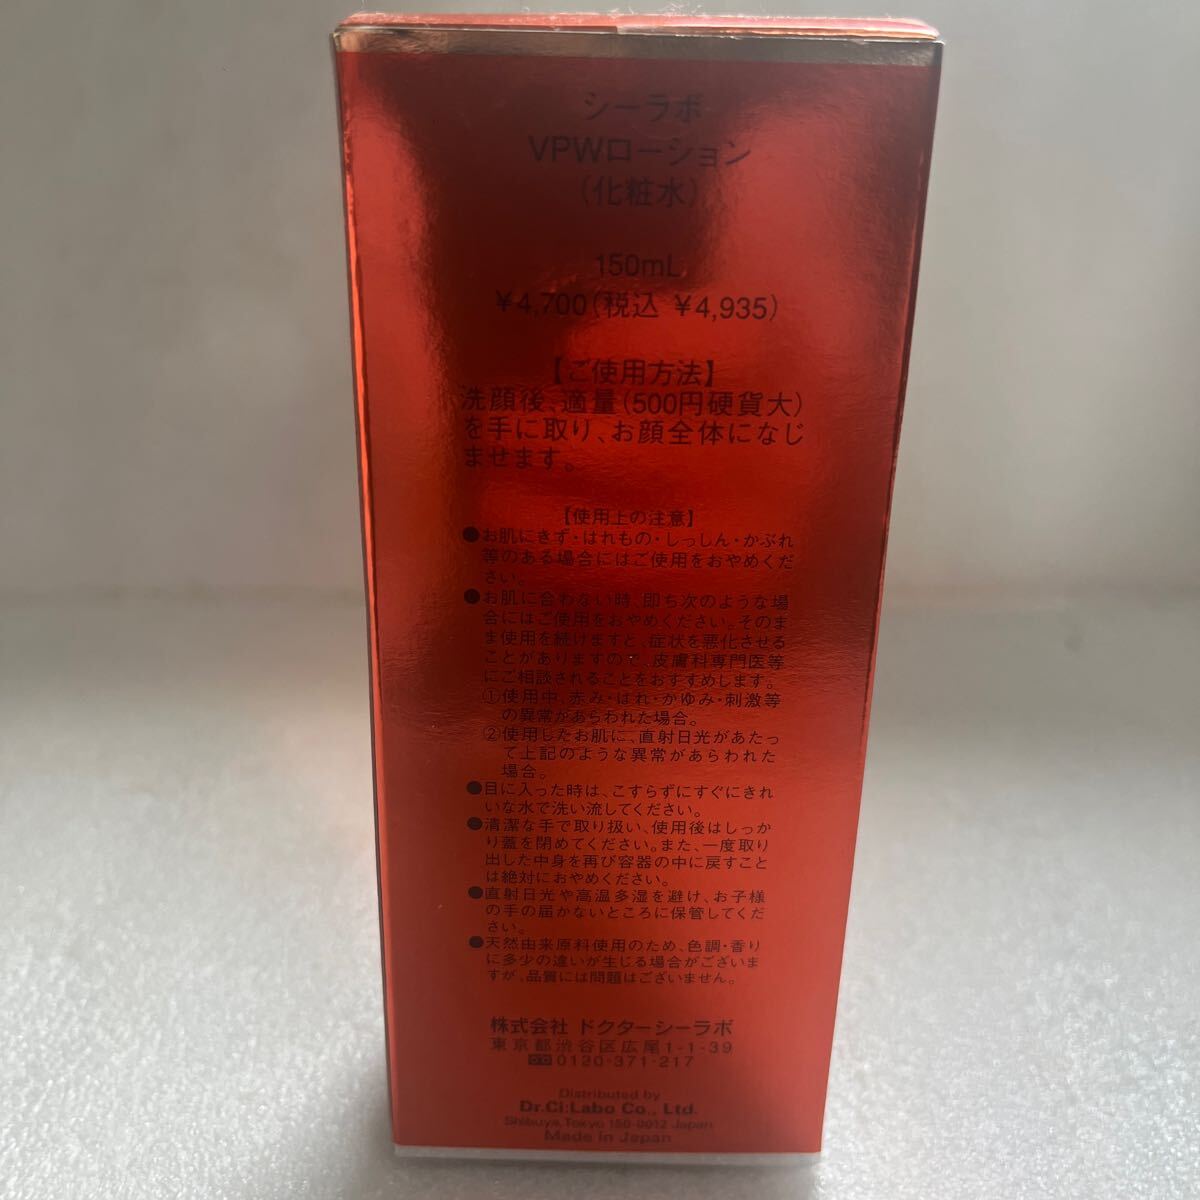 シーラボ
VPWローション
(化粧水)
150mL
￥4,700(税込 ￥4,935)
【ご使用方法】
洗顔後、適量(500円硬貨大)
を手に取り、お顔全体になじ
ませます。
【使用上の注意】
●お肌にきず・はれもの・しっしん・かぶれ
等のある場合にはご使用をおやめくだ
さい。
●お肌に合わない時、即ち次のような場
合にはご使用をおやめください。そのま
ま使用を続けますと、症状を悪化させる
ことがありますので、皮膚科専門医等
にご相談されることをおすすめします。
①使用中、赤み・はれ・かゆみ・刺激等
の異常があらわれた場合。
②使用したお肌に、直射日光があたっ
て上記のような異常があらわれた
場合。
●目に入った時は、こすらずにすぐにきれ
いな水で洗い流してください。
●清潔な手で取り扱い、使用後はしっか
り蓋を閉めてください。また、一度取り
出した中身を再び容器の中に戻すこと
は絶対におやめください。
●直射日光や高温多湿を避け、お子様
の手の届かないところに保管してくだ
さい。
●天然由来原料使用のため、色調・香り
に多少の違いが生じる場合がございま
すが、品質には問題はございません。
株式会社 ドクターシーラボ
東京都渋谷区広尾1-1-39
0120-371-217
Distributed by
Dr.Ci:Labo Co., Ltd.
Shibuya, Tokyo 150-0012 Japan
Made in Japan